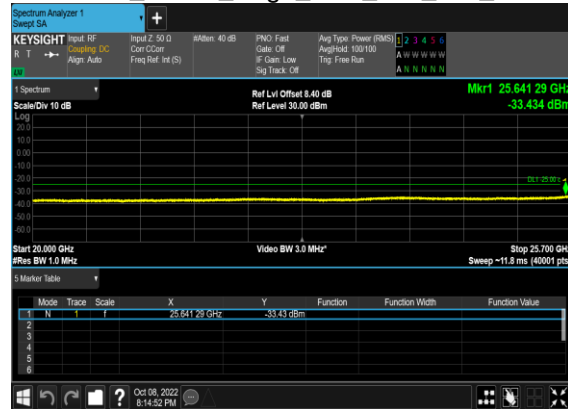 Spectrum Analyzer 1
Swept SA
+
KEYSIGHT Input: RF Input Z: 50 Ω #Atten: 40 dB PNO: Fast Avg Type: Power (RMS) 1 2 3 4 5 6
R T Coupling: DC Corr CCorr Gate: Off Avg|Hold: 100/100 A W W W W W
Align: Auto Freq Ref: Int (S) IF Gain: Low Trig: Free Run
LW Sig Track: Off A N N N N N
1 Spectrum Ref Lvl Offset 8.40 dB Mkr1 25.641 29 GHz
Scale/Div 10 dB Ref Level 30.00 dBm -33.434 dBm
Log
20.0
10.0
0.00
-10.0
-20.0
DL1 -25.00
-30.0
-40.0
-50.0
-60.0
Start 20.000 GHz Video BW 3.0 MHz* Stop 25.700 GHz
#Res BW 1.0 MHz Sweep ~11.8 ms (40001 pts)
5 Marker Table
Mode Trace Scale X Y Function Function Width Function Value
1 N 1 f 25.641 29 GHz -33.43 dBm
2
3
4
5
6
? Oct 08, 2022
8:14:52 PM